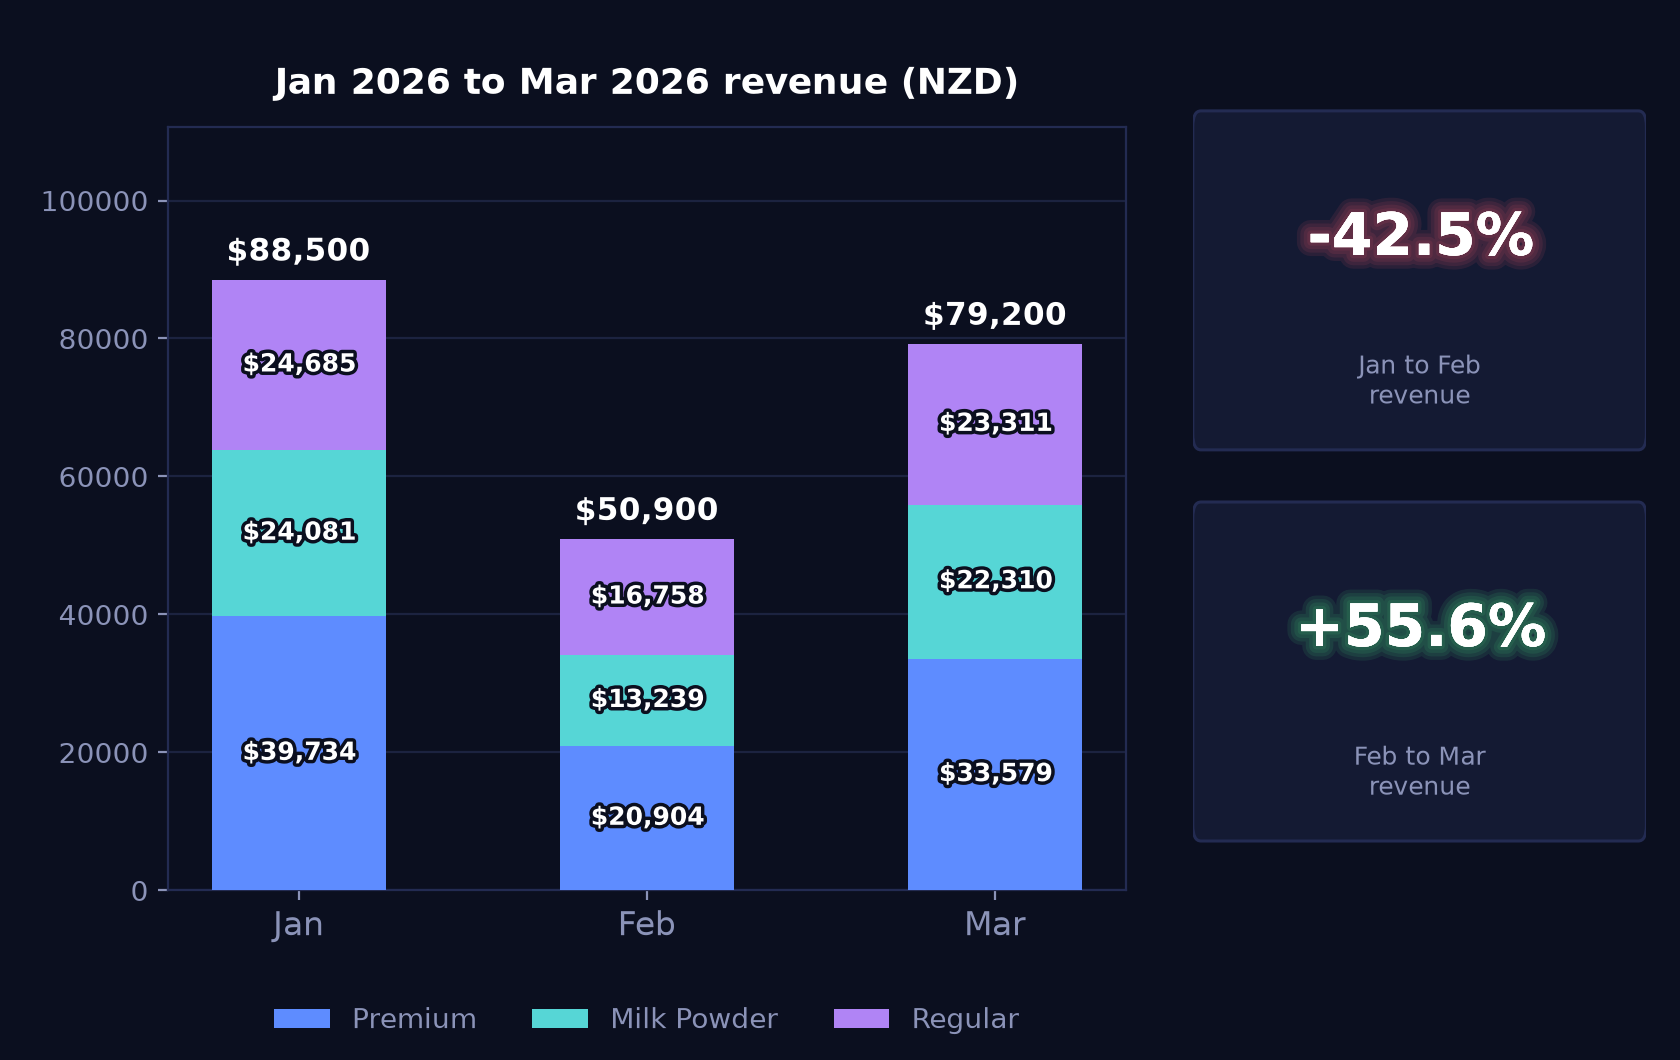 Jan 2026 to Mar 2026 revenue (NZD)
100000
80000
60000
40000
20000
0
$88,500
$24,685
$24,081
$39,734
$50,900
$16,758
$13,239
$20,904
$79,200
$23,311
$22,310
$33,579
Jan
Feb
Mar
Premium
Milk Powder
Regular
-42.5%
Jan to Feb
revenue
+55.6%
Feb to Mar
revenue